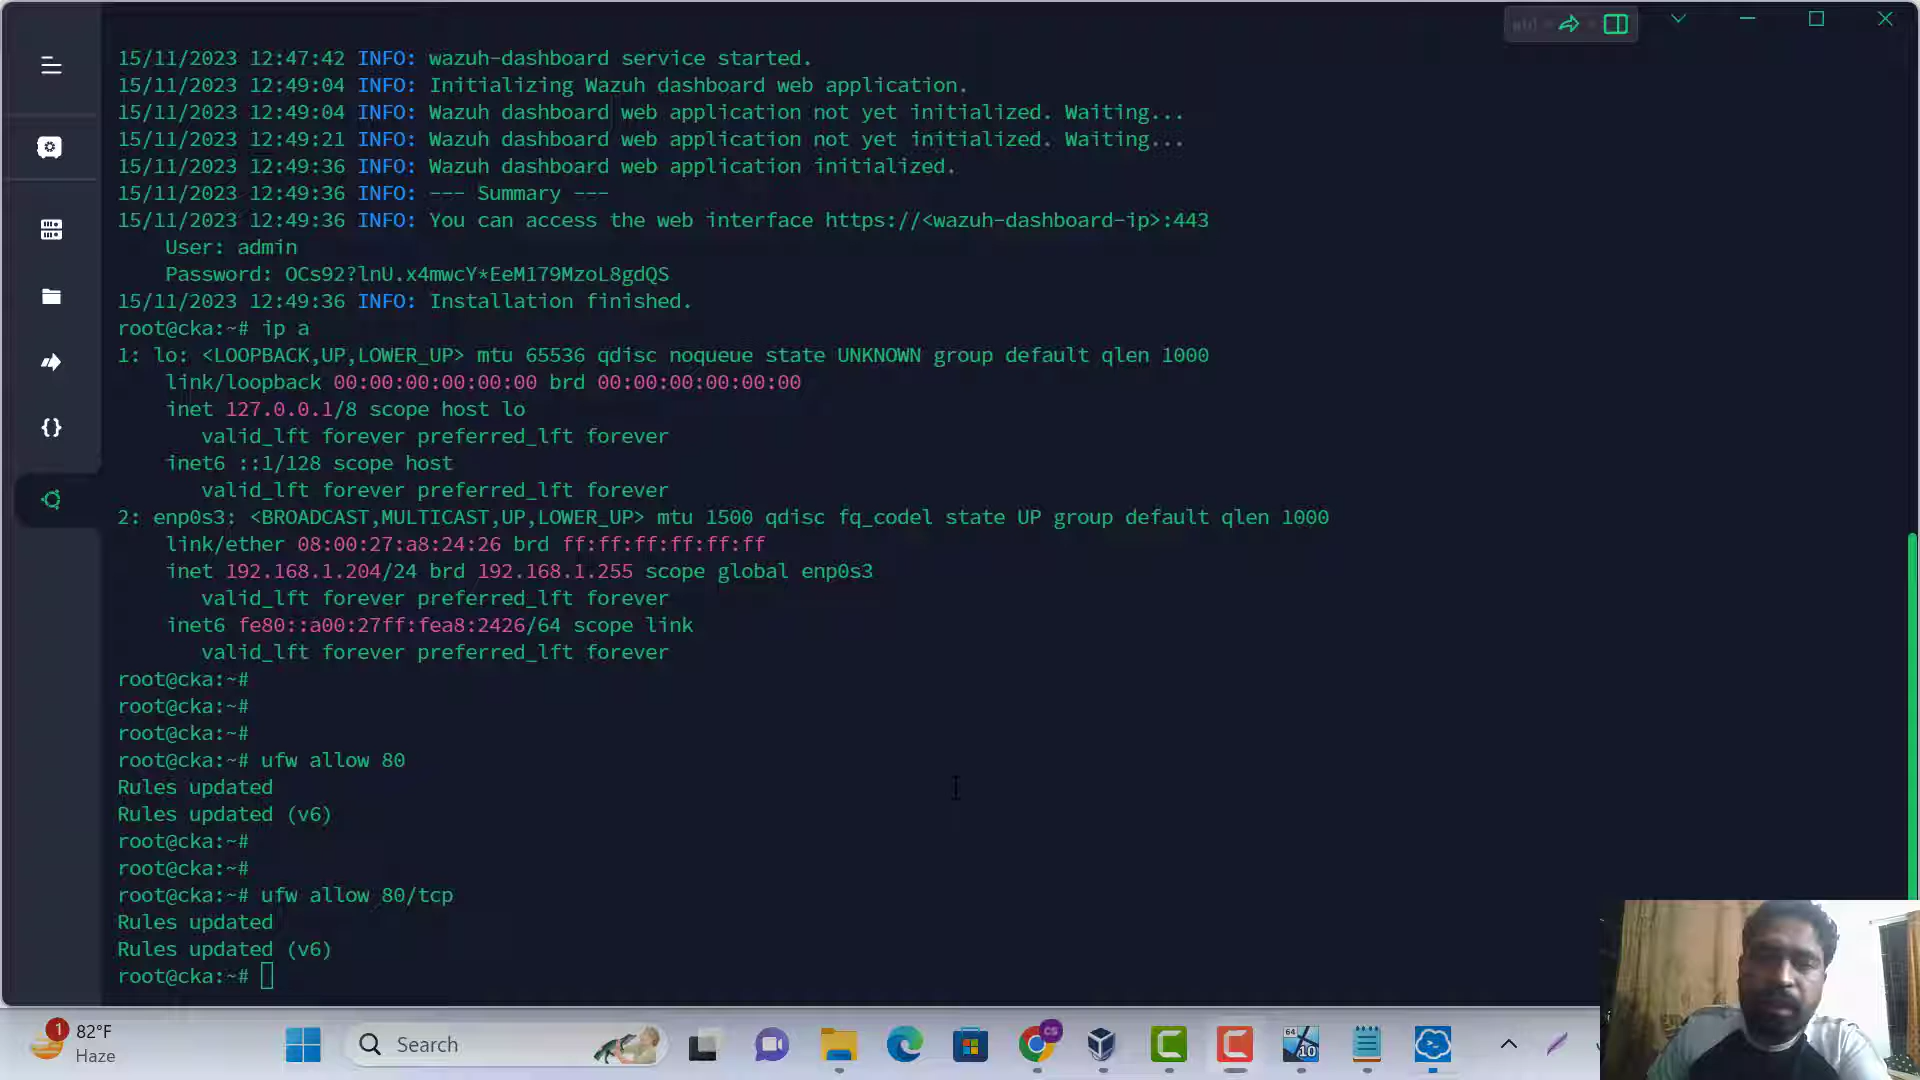 15/11/2023 12:47:42 INFO: wazuh-dashboard service started.
15/11/2023 12:49:04 INFO: Initializing Wazuh dashboard web application.
15/11/2023 12:49:04 INFO: Wazuh dashboard web application not yet initialized. Waiting...
15/11/2023 12:49:21 INFO: Wazuh dashboard web application not yet initialized. Waiting...
15/11/2023 12:49:36 INFO: Wazuh dashboard web application initialized.
15/11/2023 12:49:36 INFO: --- Summary ---
15/11/2023 12:49:36 INFO: You can access the web interface https://<wazuh-dashboard-ip>:443
    User: admin
    Password: OCs92?lnU.x4mwcY*EeM179MzoL8gdQS
15/11/2023 12:49:36 INFO: Installation finished.
root@cka:~# ip a
1: lo: <LOOPBACK,UP,LOWER_UP> mtu 65536 qdisc noqueue state UNKNOWN group default qlen 1000
    link/loopback 00:00:00:00:00:00 brd 00:00:00:00:00:00
    inet 127.0.0.1/8 scope host lo
       valid_lft forever preferred_lft forever
    inet6 ::1/128 scope host
       valid_lft forever preferred_lft forever
2: enp0s3: <BROADCAST,MULTICAST,UP,LOWER_UP> mtu 1500 qdisc fq_codel state UP group default qlen 1000
    link/ether 08:00:27:a8:24:26 brd ff:ff:ff:ff:ff:ff
    inet 192.168.1.204/24 brd 192.168.1.255 scope global enp0s3
       valid_lft forever preferred_lft forever
    inet6 fe80::a00:27ff:fea8:2426/64 scope link
       valid_lft forever preferred_lft forever
root@cka:~#
root@cka:~#
root@cka:~#
root@cka:~# ufw allow 80
Rules updated
Rules updated (v6)
root@cka:~#
root@cka:~#
root@cka:~# ufw allow 80/tcp
Rules updated
Rules updated (v6)
root@cka:~#
1
82°F
Haze
Search
CS
64
10